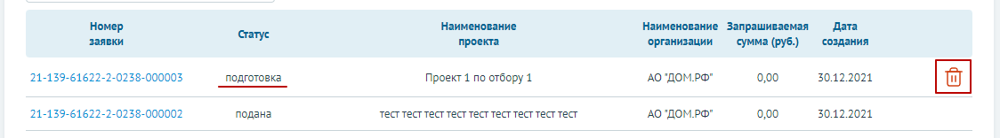 Номер заявки Статус Наименование проекта Наименование организации Запрашиваемая сумма (руб.) Дата создания
21-139-61622-2-0238-000003 подготовка Проект 1 по отбору 1 АО "ДОМ.РФ" 0,00 30.12.2021
21-139-61622-2-0238-000002 подана тест тест тест тест тест тест тест тест тест АО "ДОМ.РФ" 0,00 30.12.2021